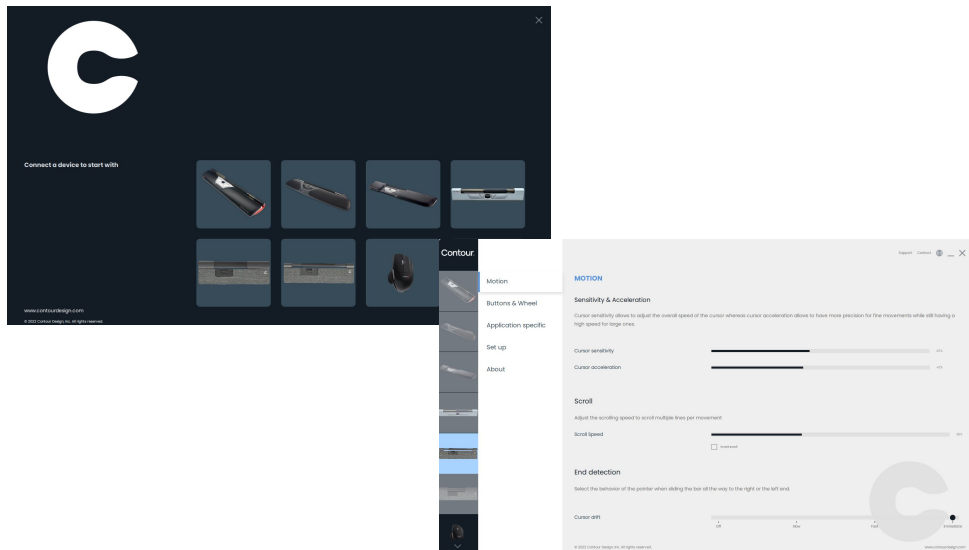 Connect a device to start with
www.contourdesign.com
© 2023 Contour Design, Inc. All rights reserved.
Contour
Motion
Buttons & Wheel
Application specific
Set up
About
Support Contact
MOTION
Sensitivity & Acceleration
Cursor sensitivity allows to adjust the overall speed of the cursor whereas cursor acceleration allows to have more precision for fine movements while still having a
high speed for large ones.
Cursor sensitivity
Cursor acceleration
Scroll
Adjust the scrolling speed to scroll multiple lines per movement
Scroll Speed
End detection
Select the behavior of the pointer when sliding the bar all the way to the right or the left end.
Cursor drift
Off Slow Fast Immediate
© 2023 Contour Design, Inc. All rights reserved. www.contourdesign.com